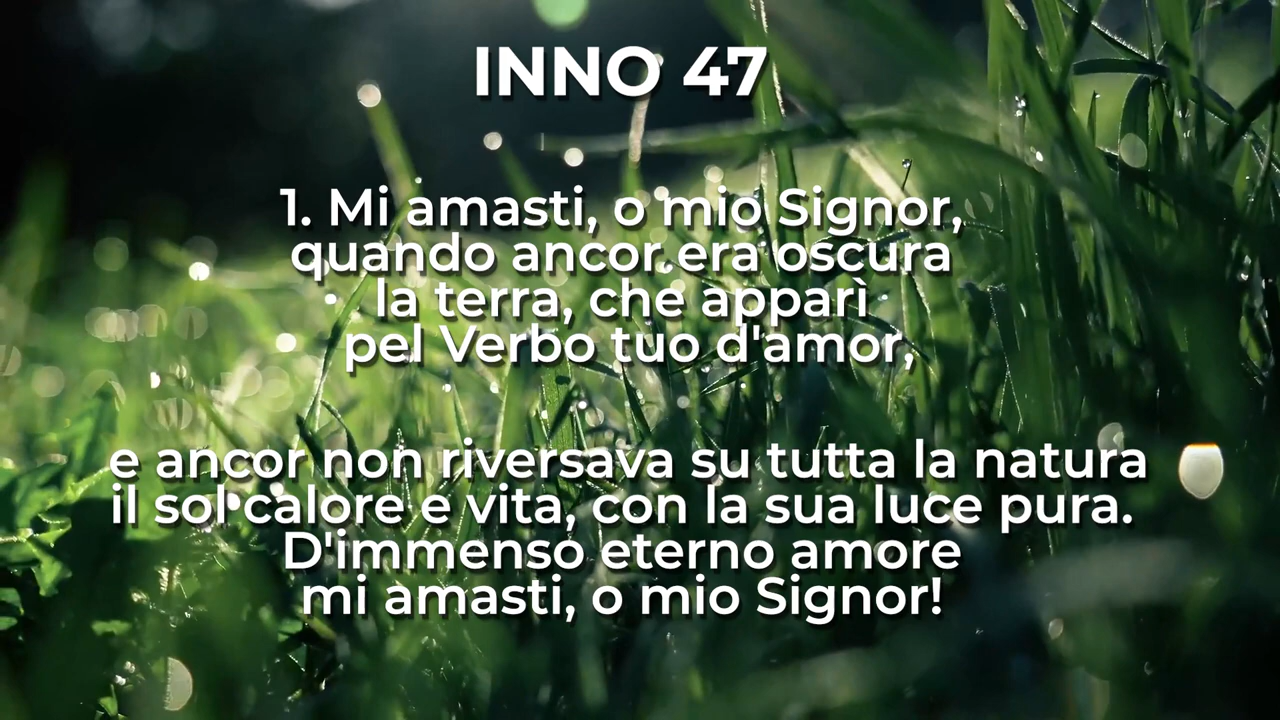 INNO 47
1. Mi amasti, o mio Signor,
quando ancor era oscura
la terra, che apparì
pel Verbo tuo d'amor,
e ancor non riversava su tutta la natura
il sol calore e vita, con la sua luce pura.
D'immenso eterno amore
mi amasti, o mio Signor!